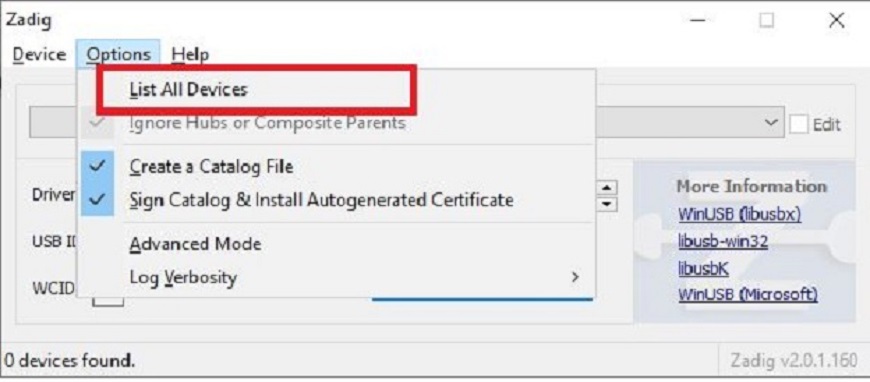 Zadig
Device Options Help
List All Devices
Ignore Hubs or Composite Parents
Edit
Create a Catalog File
Driver
Sign Catalog & Install Autogenerated Certificate
More Information
WinUSB (libusbx)
USB ID
Advanced Mode
libusb-win32
libusbK
WCID
Log Verbosity
WinUSB (Microsoft)
0 devices found.
Zadig v2.0.1.160